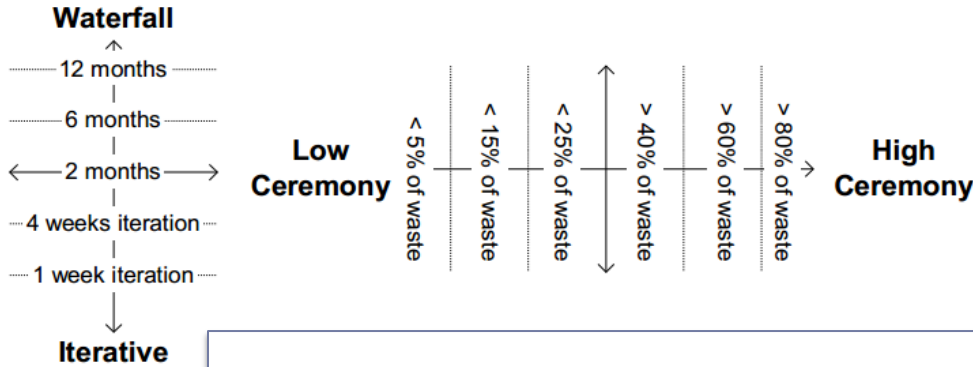 Waterfall
12 months
6 months
2 months
4 weeks iteration
1 week iteration
Iterative
Low
Ceremony
< 5% of waste
< 15% of waste
< 25% of waste
> 40% of waste
> 60% of waste
> 80% of waste
High
Ceremony